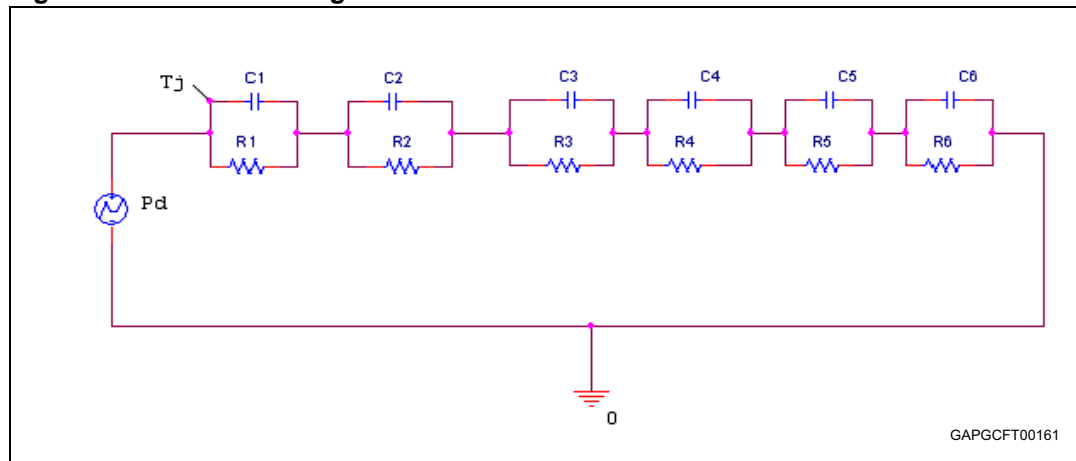 Tj
C1 C2 C3 C4 C5 C6
R1 R2 R3 R4 R5 R6
Pd
0
GAPGCFT00161